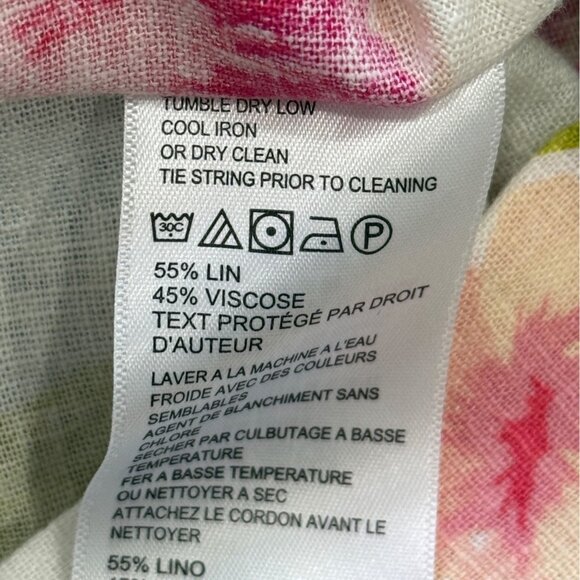 TUMBLE DRY LOW
COOL IRON
OR DRY CLEAN
TIE STRING PRIOR TO CLEANING
30C P
55% LIN
45% VISCOSE
TEXT PROTÉGÉ PAR DROIT
D'AUTEUR
LAVER A LA MACHINE A L'EAU
FROIDE AVEC DES COULEURS
SEMBLABLES
AGENT DE BLANCHIMENT SANS
CHLORE
SECHER PAR CULBUTAGE A BASSE
TEMPERATURE
FER A BASSE TEMPERATURE
OU NETTOYER A SEC
ATTACHEZ LE CORDON AVANT LE
NETTOYER
55% LINO